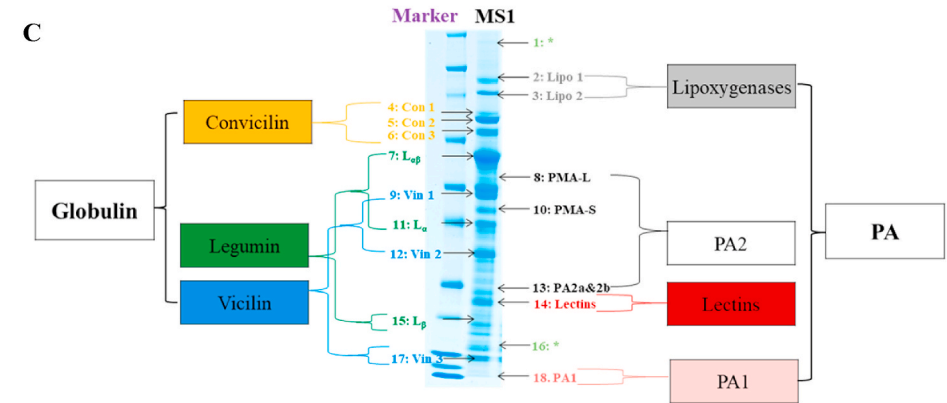 C
Marker MS1
1: *
2: Lipo 1
3: Lipo 2
Lipoxygenases
4: Con 1
5: Con 2
6: Con 3
Convicilin
7: Lαβ
8: PMA-L
9: Vin 1
10: PMA-S
Globulin
11: Lα
PA
Legumin
12: Vin 2
PA2
13: PA2a&2b
14: Lectins
Vicilin
Lectins
15: Lβ
16: *
17: Vin 3
18. PA1
PA1